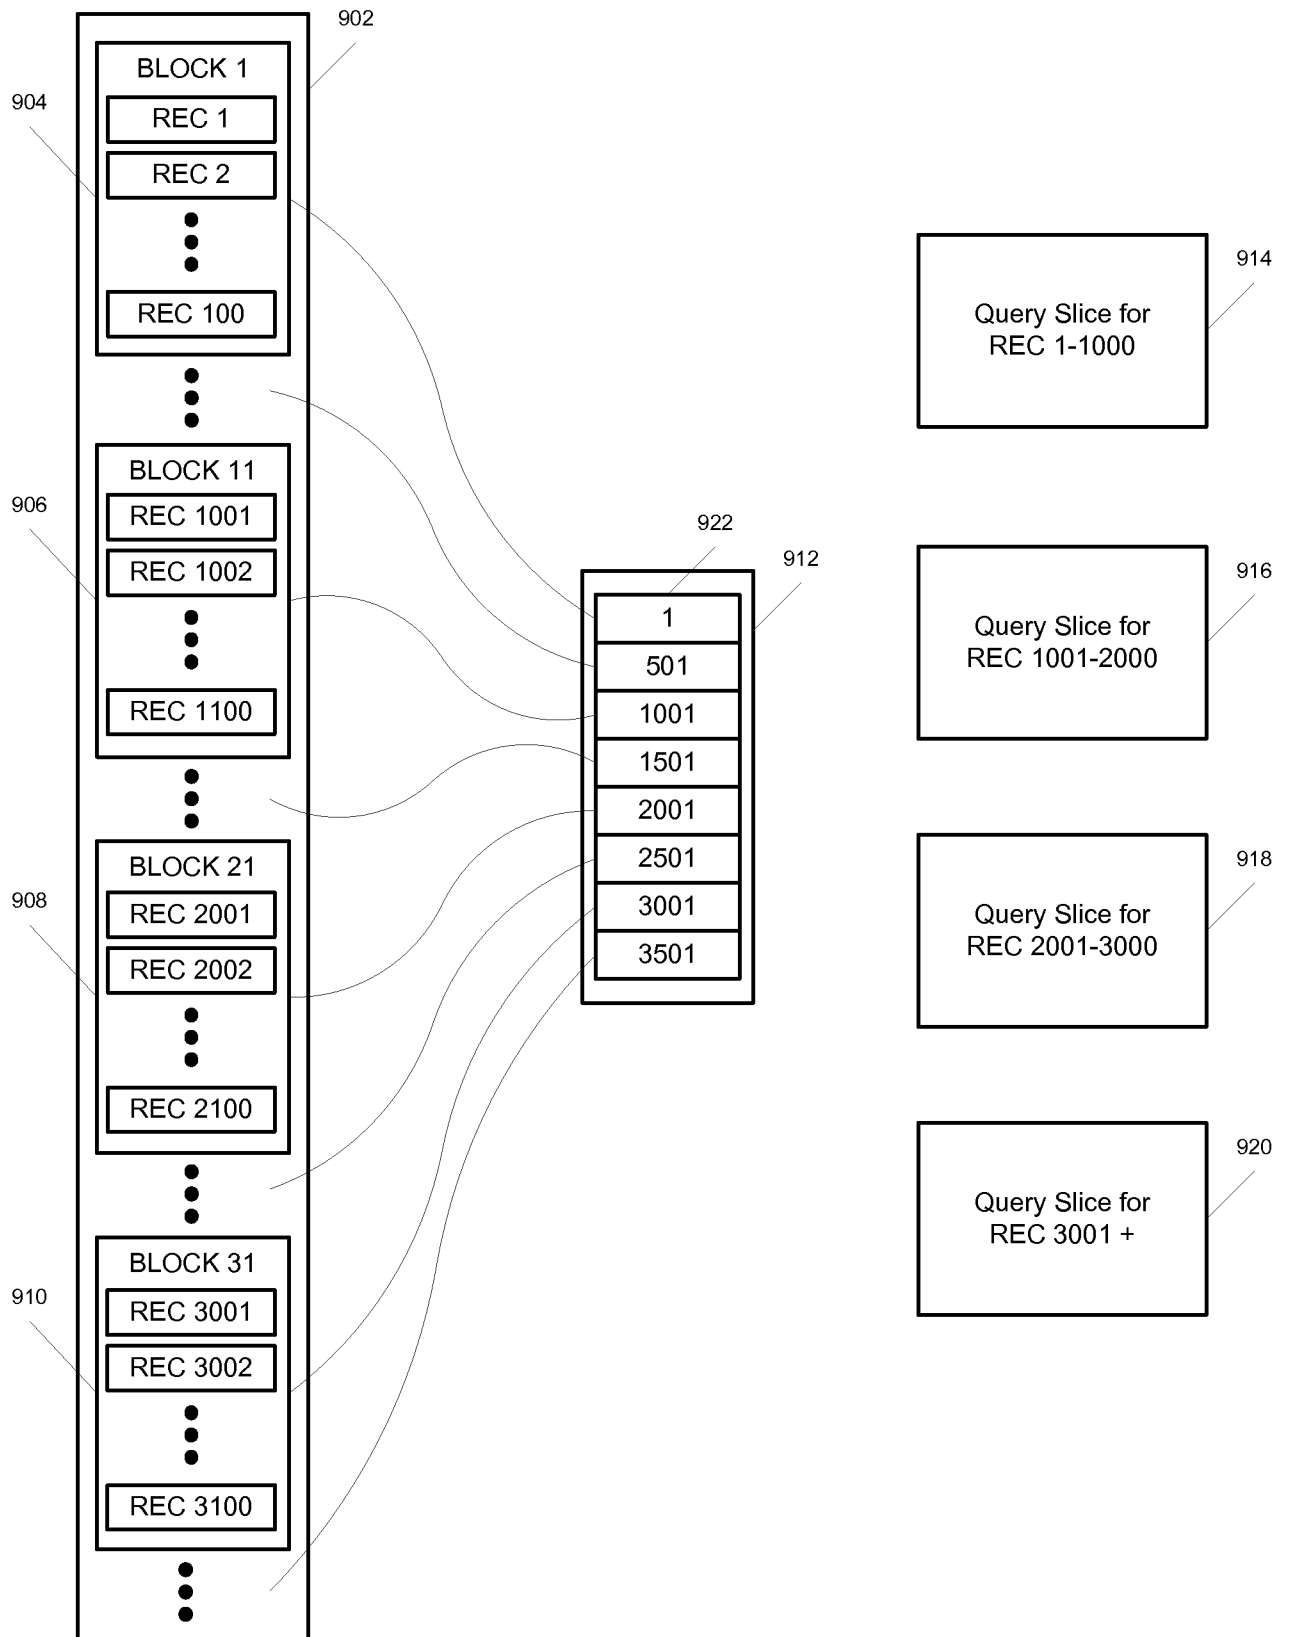 902
BLOCK 1
904
REC 1
REC 2
REC 100
BLOCK 11
906
REC 1001
REC 1002
REC 1100
BLOCK 21
908
REC 2001
REC 2002
REC 2100
BLOCK 31
910
REC 3001
REC 3002
REC 3100
922
912
1
501
1001
1501
2001
2501
3001
3501
914
Query Slice for
REC 1-1000
916
Query Slice for
REC 1001-2000
918
Query Slice for
REC 2001-3000
920
Query Slice for
REC 3001 +